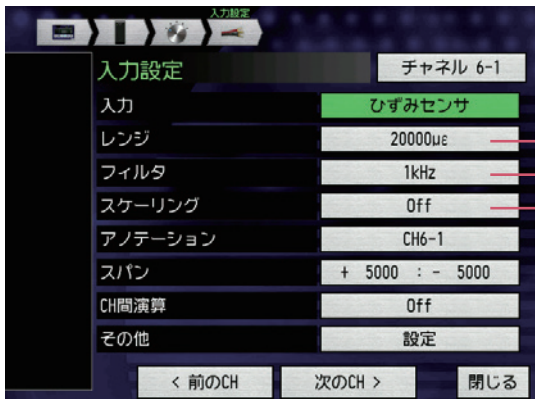 入力設定
入力設定 チャネル 6-1
入力 ひずみセンサ
レンジ 20000με
フィルタ 1kHz
スケーリング Off
アノテーション CH6-1
スパン + 5000 : - 5000
CH間演算 Off
その他 設定
< 前のCH 次のCH > 閉じる